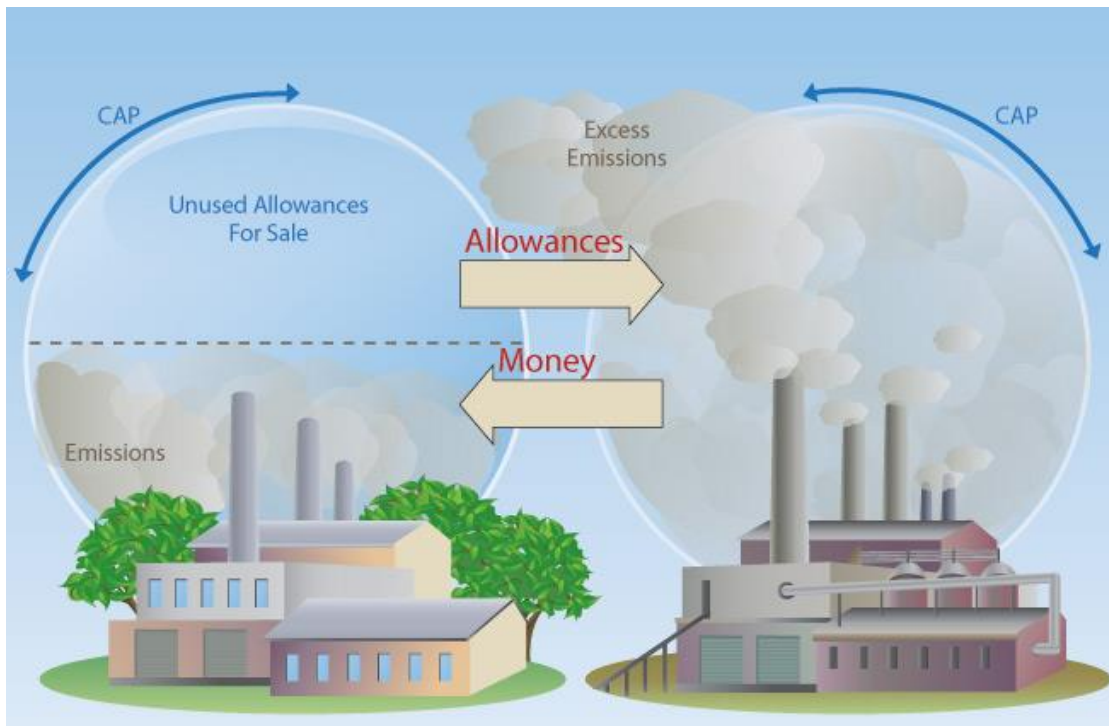 CAP
Unused Allowances
For Sale
Emissions
Allowances
Money
Excess
Emissions
CAP